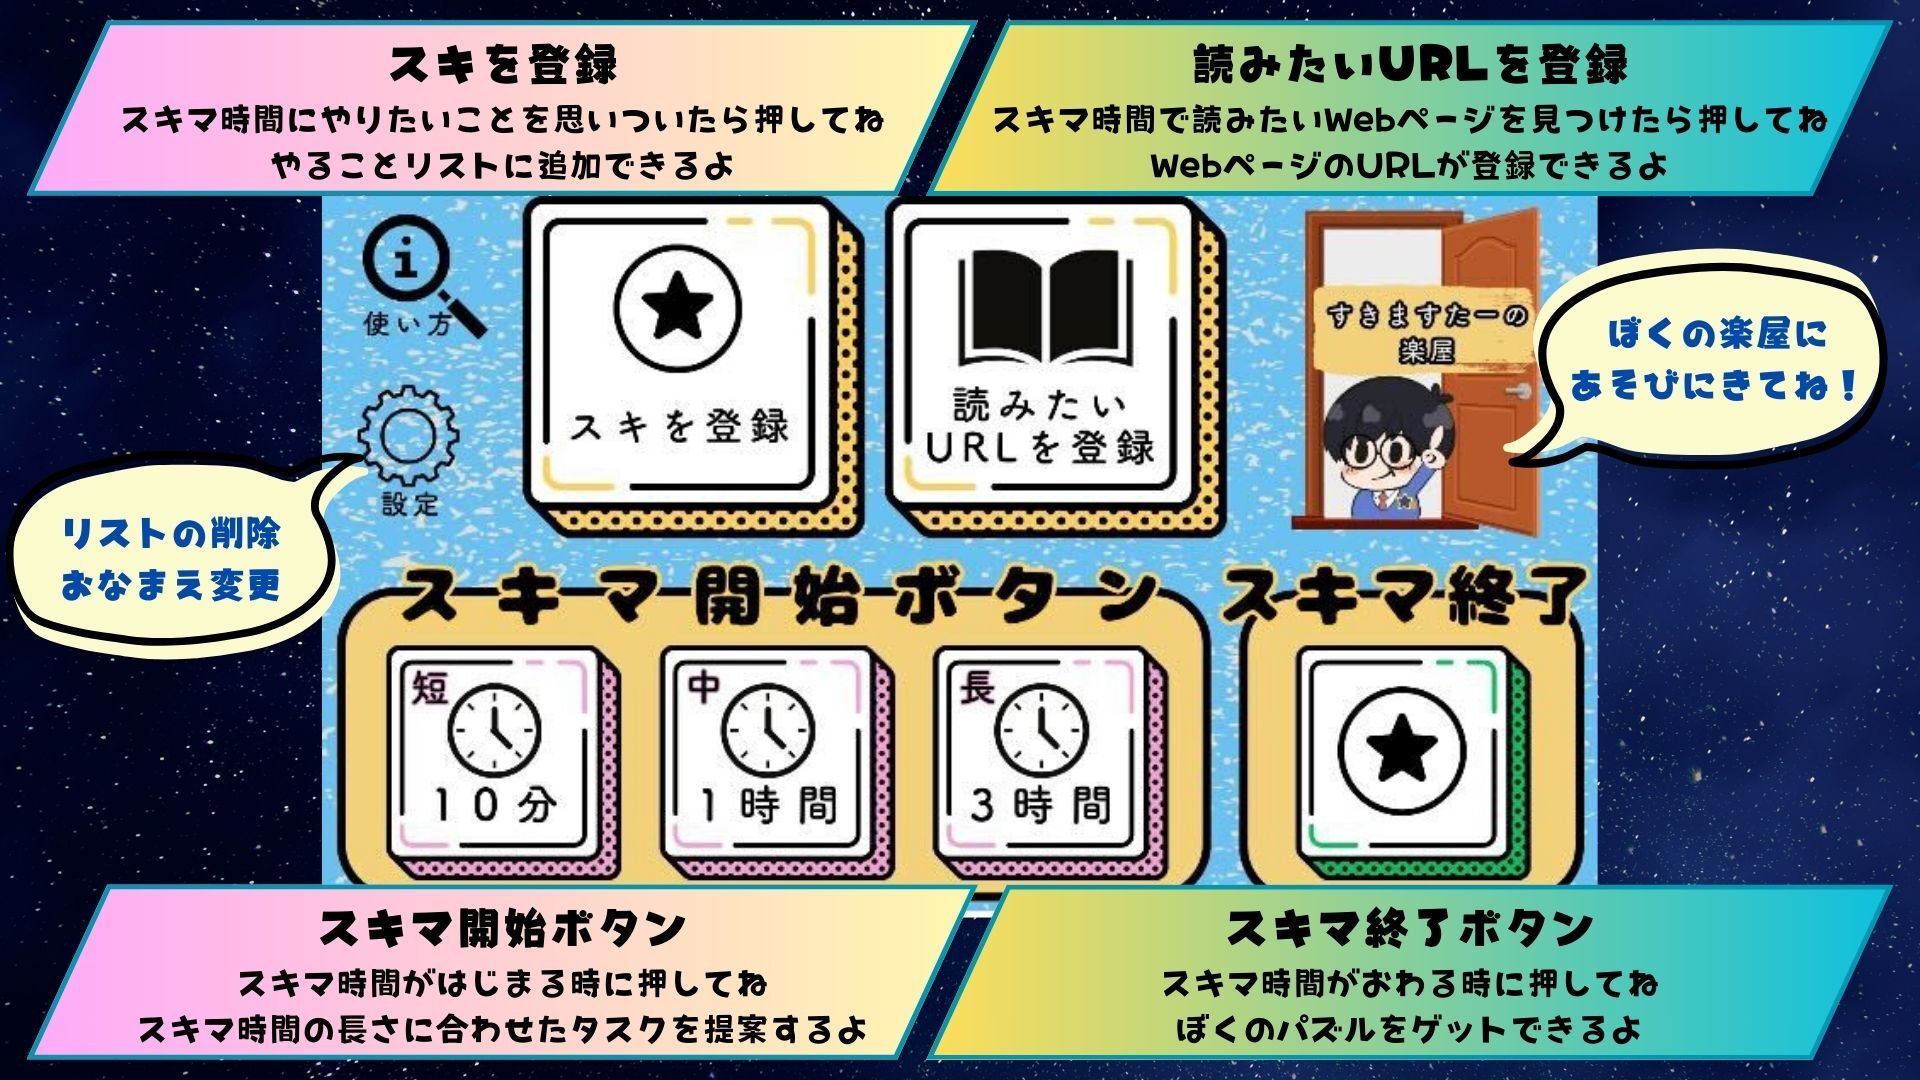 スキを登録
スキマ時間にやりたいことを思いついたら押してね
やることリストに追加できるよ
読みたいURLを登録
スキマ時間で読みたいWebページを見つけたら押してね
WebページのURLが登録できるよ
i
使い方
設定
スキを登録
読みたい
URLを登録
すきますたーの
楽屋
ぼくの楽屋に
あそびにきてね！
リストの削除
おなまえ変更
スキマ開始ボタン
スキマ終了
短
10分
中
1時間
長
3時間
スキマ開始ボタン
スキマ時間がはじまる時に押してね
スキマ時間の長さに合わせたタスクを提案するよ
スキマ終了ボタン
スキマ時間がおわる時に押してね
ぼくのパズルをゲットできるよ